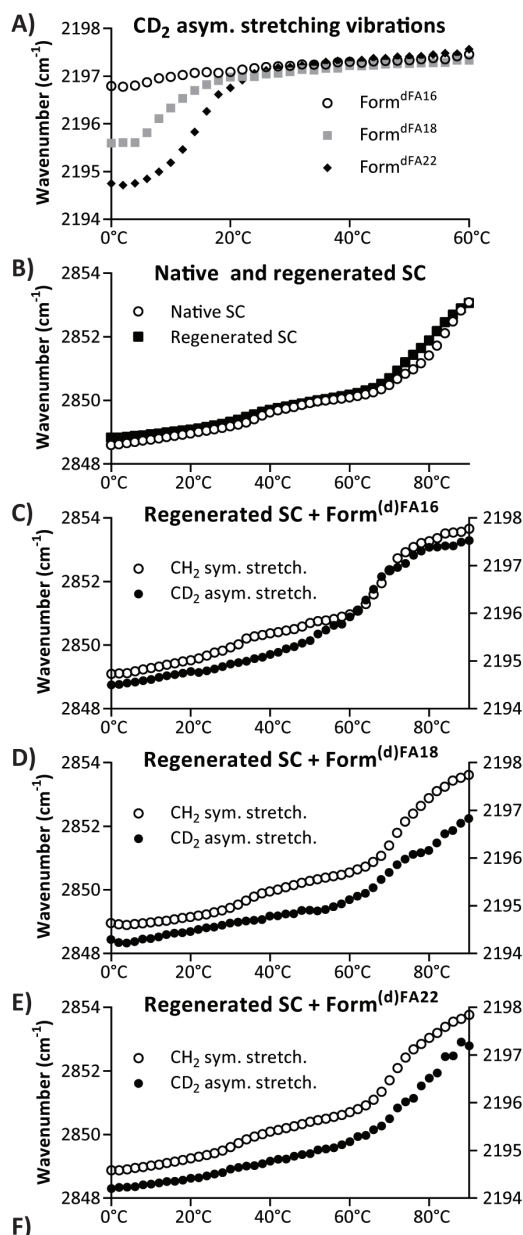 A)
CD2 asym. stretching vibrations
Wavenumber (cm-1)
2198
2197
2196
2195
2194
FormdFA16
FormdFA18
FormdFA22
0°C
20°C
40°C
60°C
B)
Native and regenerated SC
Wavenumber (cm-1)
2854
2852
2850
2848
Native SC
Regenerated SC
0°C
20°C
40°C
60°C
80°C
C)
Regenerated SC + Form(d)FA16
Wavenumber (cm-1)
2854
2852
2850
2848
CH2 sym. stretch.
CD2 asym. stretch.
2198
2197
2196
2195
2194
0°C
20°C
40°C
60°C
80°C
D)
Regenerated SC + Form(d)FA18
Wavenumber (cm-1)
2854
2852
2850
2848
CH2 sym. stretch.
CD2 asym. stretch.
2198
2197
2196
2195
2194
0°C
20°C
40°C
60°C
80°C
E)
Regenerated SC + Form(d)FA22
Wavenumber (cm-1)
2854
2852
2850
2848
CH2 sym. stretch.
CD2 asym. stretch.
2198
2197
2196
2195
2194
0°C
20°C
40°C
60°C
80°C
F)